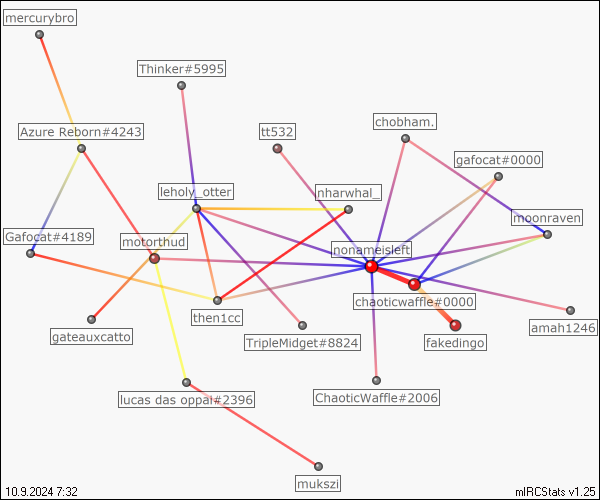 mercurybro
Thinker#5995
chobham.
Azure Reborn#4243
tt532
gafocat#0000
leholy_otter
nharwhal_
moonraven
Gafocat#4189
motorthud
nonameisleft
chaoticwaffle#0000
then1cc
amah1246
gateauxcatto
TripleMidget#8824
fakedingo
lucas das oppai#2396
ChaoticWaffle#2006
mukszi
10.9.2024 7:32
mIRCStats v1.25